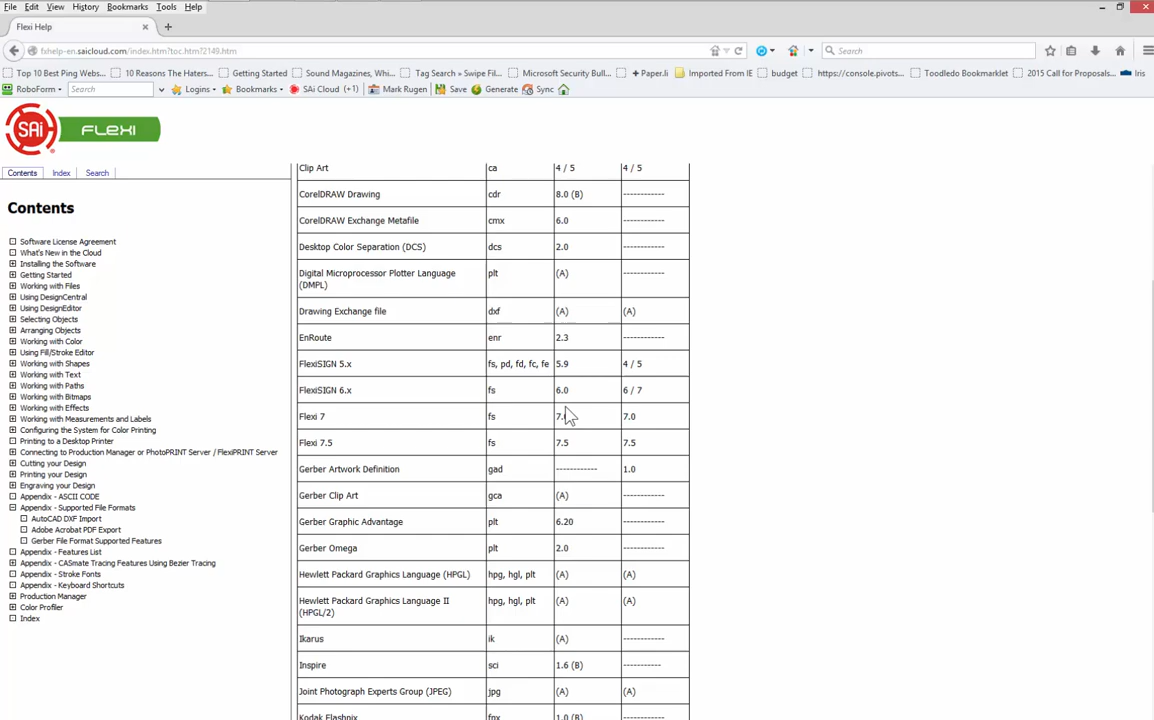 File Edit View History Bookmarks Tools Help
Flexi Help
fshelp-en.saicloud.com/index.htm?toc.htm?2149.htm
Search
Top 10 Best Ping Webs... 10 Reasons The Haters... Getting Started Sound Magazines, Whi... Tag Search » Swipe Fil... Microsoft Security Bull... + Paper.li Imported From IE budget https://console.pivots... Toodledo Bookmarklet 2015 Call for Proposals... Iris
RoboForm Search Logins Bookmarks SAi Cloud (+1) Mark Rugen Save Generate Sync
SAi FLEXI
Contents Index Search
Contents
Software License Agreement
What's New in the Cloud
Installing the Software
Getting Started
Working with Files
Using DesignCentral
Using DesignEditor
Selecting Objects
Arranging Objects
Working with Color
Using Fill/Stroke Editor
Working with Shapes
Working with Text
Working with Paths
Working with Bitmaps
Working with Effects
Working with Measurements and Labels
Configuring the System for Color Printing
Printing to a Desktop Printer
Connecting to Production Manager or PhotoPRINT Server / FlexiPRINT Server
Cutting your Design
Printing your Design
Engraving your Design
Appendix - ASCII CODE
Appendix - Supported File Formats
AutoCAD DXF Import
Adobe Acrobat PDF Export
Gerber File Format Supported Features
Appendix - Features List
Appendix - CASmate Tracing Features Using Bezier Tracing
Appendix - Stroke Fonts
Appendix - Keyboard Shortcuts
Production Manager
Color Profiler
Index
Clip Art ca 4 / 5 4 / 5
CorelDRAW Drawing cdr 8.0 (B) ------------
CorelDRAW Exchange Metafile cmx 6.0 ------------
Desktop Color Separation (DCS) dcs 2.0 ------------
Digital Microprocessor Plotter Language (DMPL) plt (A) ------------
Drawing Exchange file dxf (A) (A)
EnRoute enr 2.3 ------------
FlexiSIGN 5.x fs, pd, fd, fc, fe 5.9 4 / 5
FlexiSIGN 6.x fs 6.0 6 / 7
Flexi 7 fs 7. 7.0
Flexi 7.5 fs 7.5 7.5
Gerber Artwork Definition gad ------------ 1.0
Gerber Clip Art gca (A) ------------
Gerber Graphic Advantage plt 6.20 ------------
Gerber Omega plt 2.0 ------------
Hewlett Packard Graphics Language (HPGL) hpg, hgl, plt (A) (A)
Hewlett Packard Graphics Language II (HPGL/2) hpg, hgl, plt (A) (A)
Ikarus ik (A) ------------
Inspire sci 1.6 (B) -----------
Joint Photograph Experts Group (JPEG) jpg (A) (A)
Kodak Flashpix fpx 1.0 (B) ------------